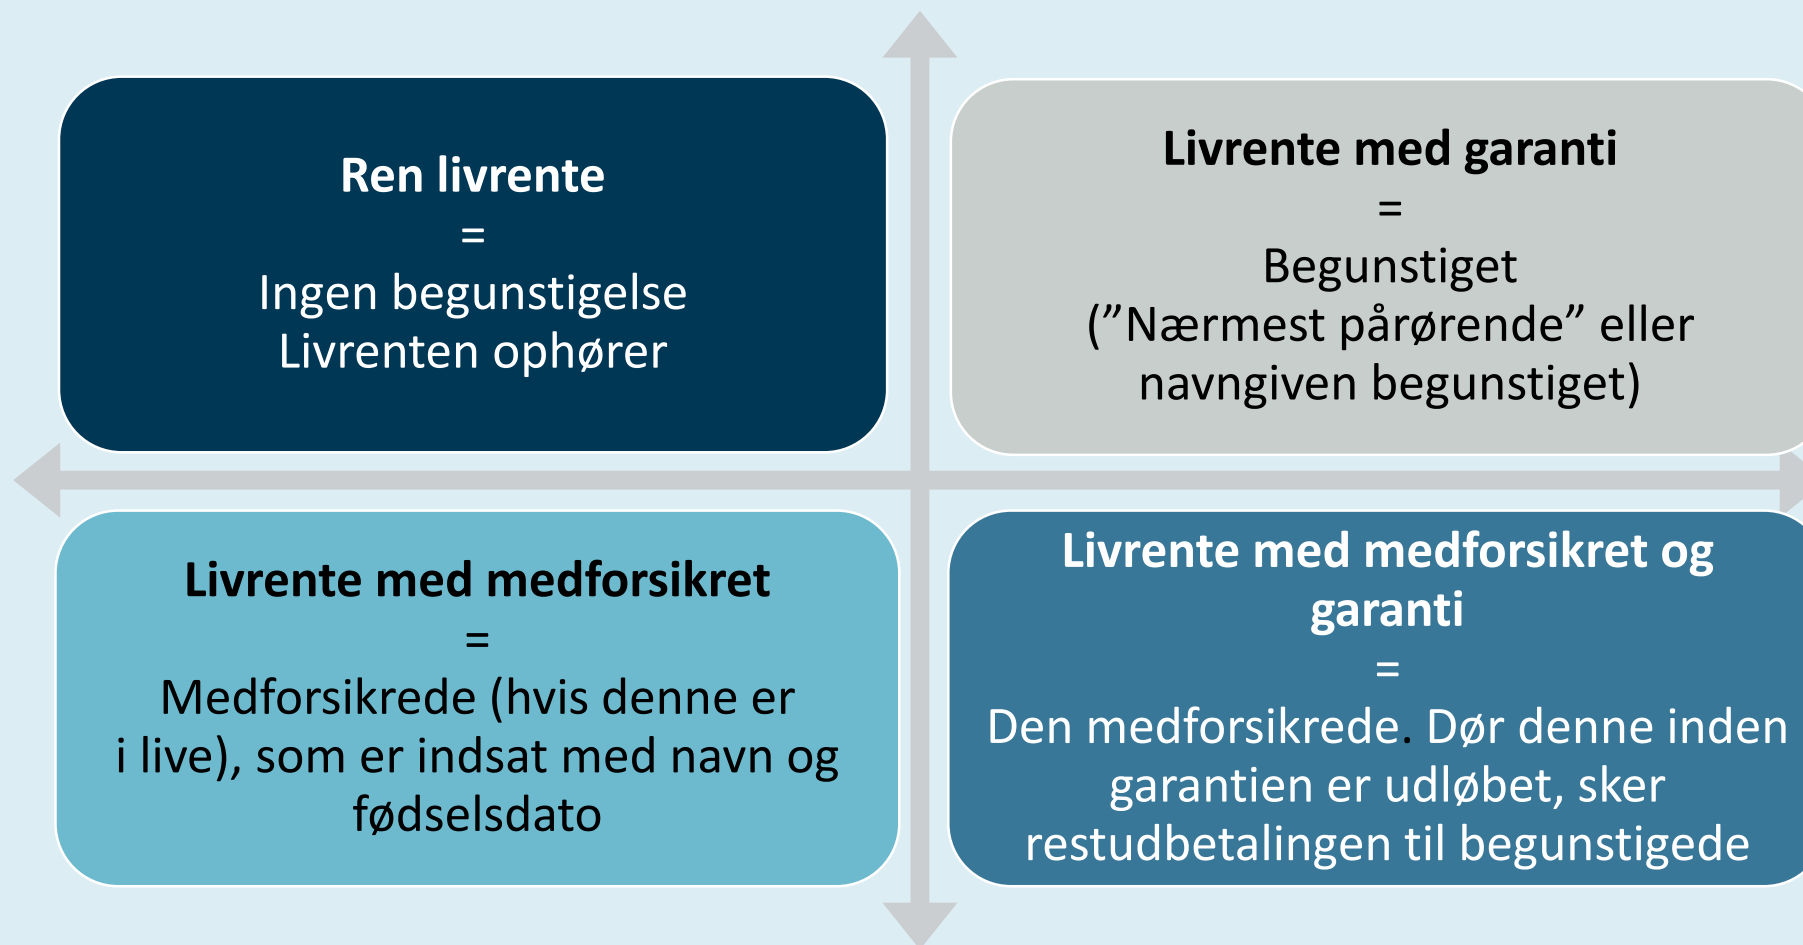 Ren livrente
=
Ingen begunstigelse
Livrenten ophører
Livrente med garanti
=
Begunstiget
(”Nærmest pårørende” eller
navngiven begunstiget)
Livrente med medforsikret
=
Medforsikrede (hvis denne er
i live), som er indsat med navn og
fødselsdato
Livrente med medforsikret og
garanti
=
Den medforsikrede. Dør denne inden
garantien er udløbet, sker
restudbetalingen til begunstigede